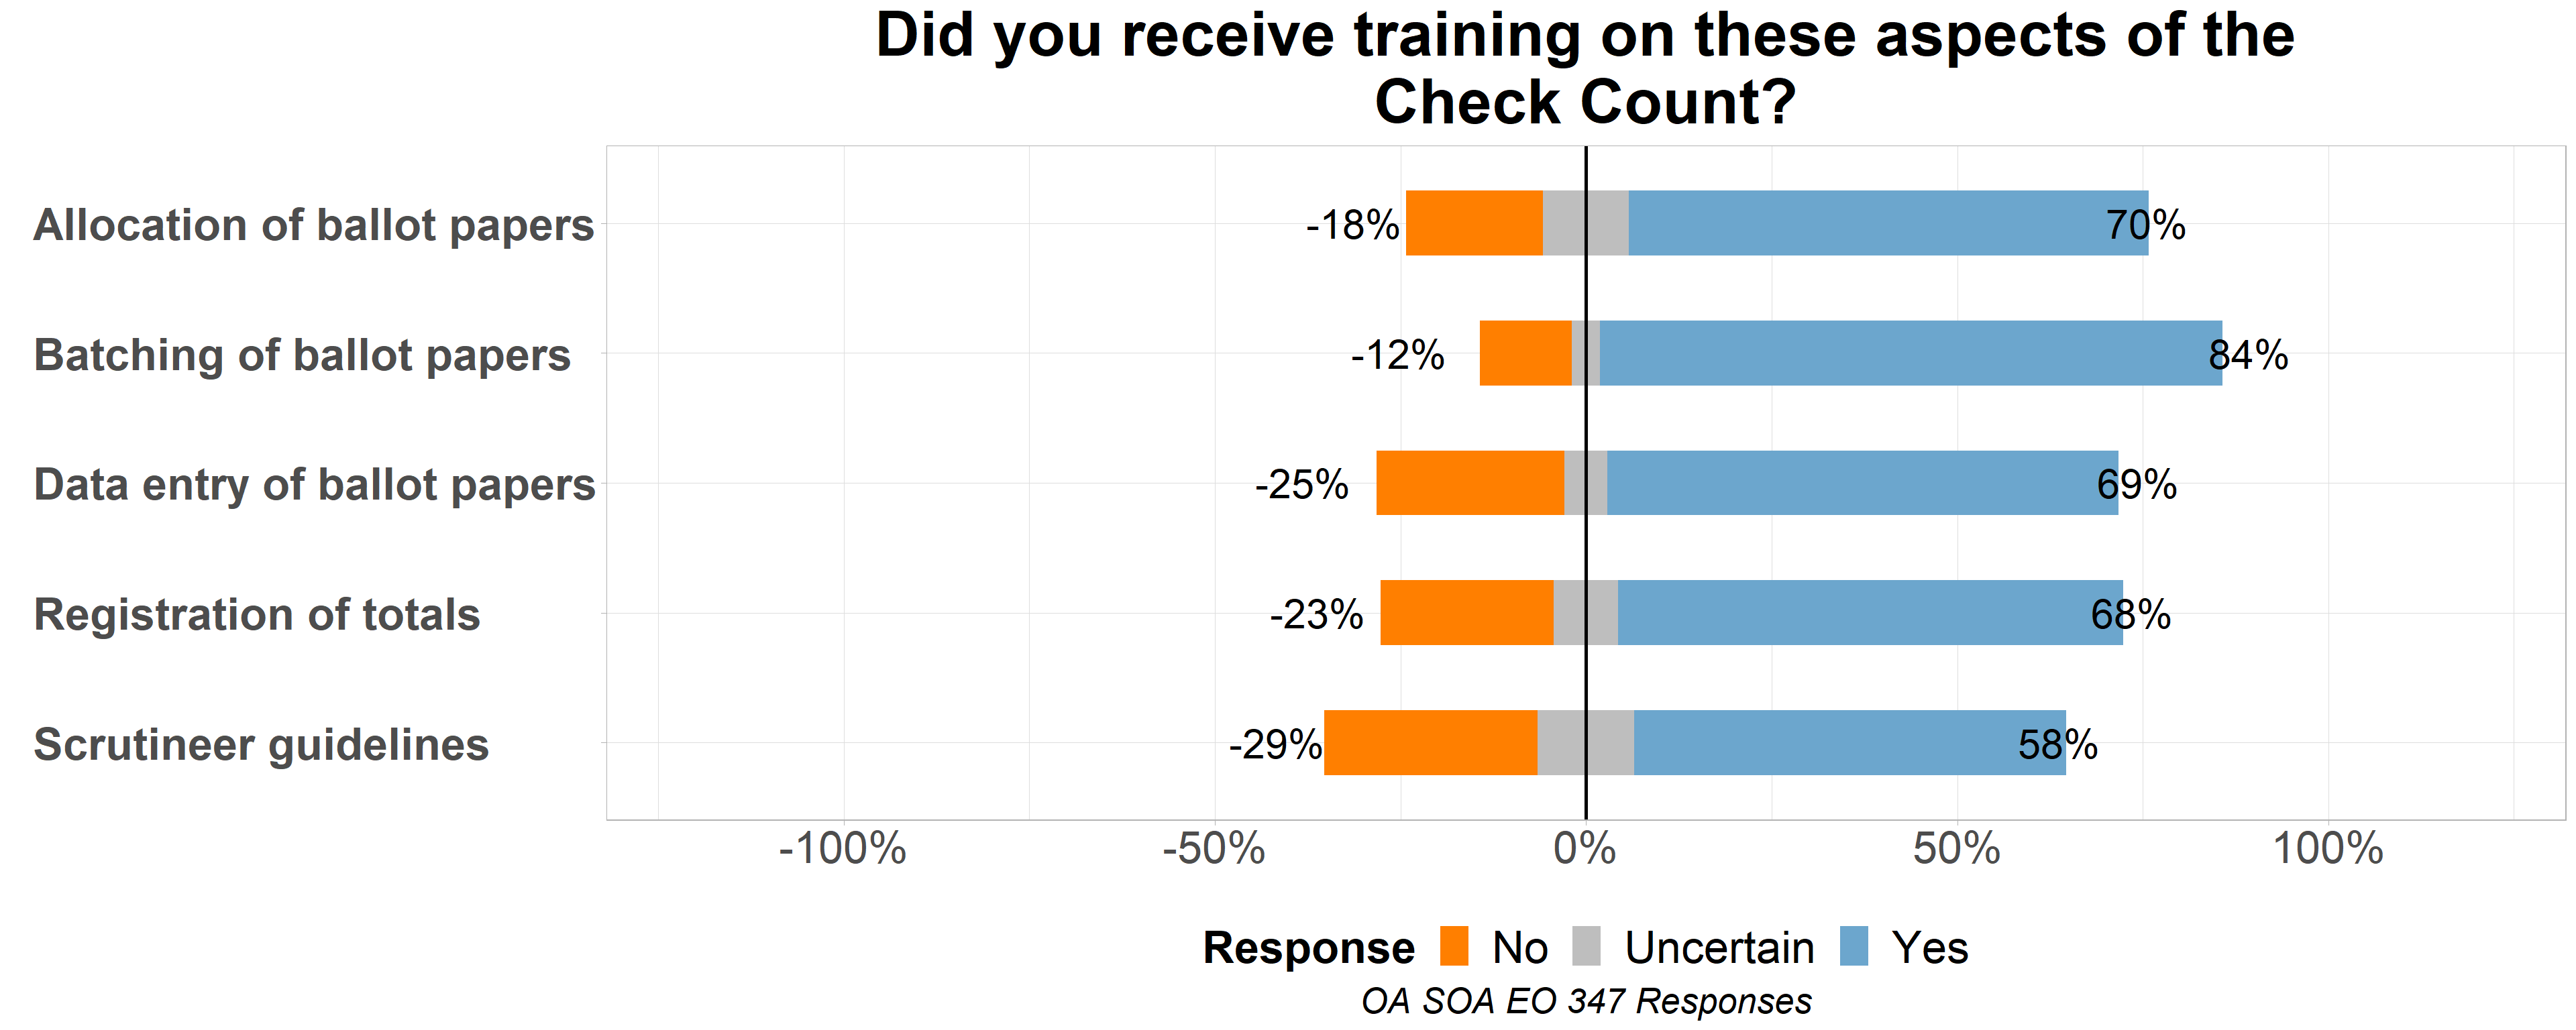 Did you receive training on these aspects of the
Check Count?
Allocation of ballot papers -18% 70%
Batching of ballot papers -12% 84%
Data entry of ballot papers -25% 69%
Registration of totals -23% 68%
Scrutineer guidelines -29% 58%
-100% -50% 0% 50% 100%
Response No Uncertain Yes
OA SOA EO 347 Responses